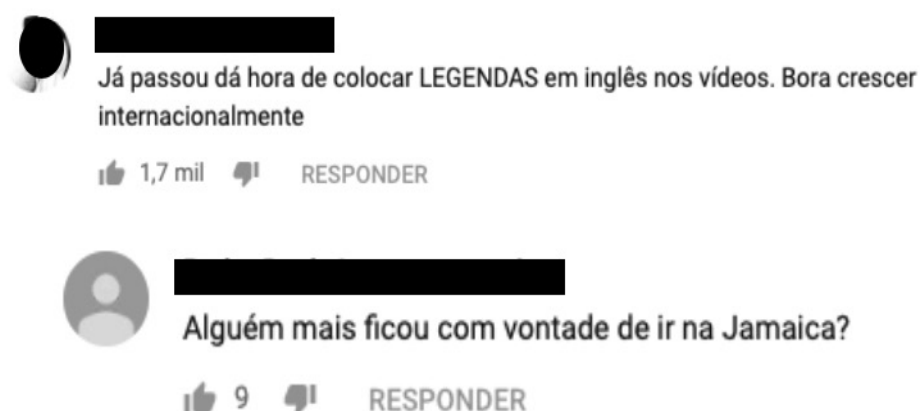 Já passou dá hora de colocar LEGENDAS em inglês nos vídeos. Bora crescer
internacionalmente
1,7 mil RESPONDER
Alguém mais ficou com vontade de ir na Jamaica?
9 RESPONDER